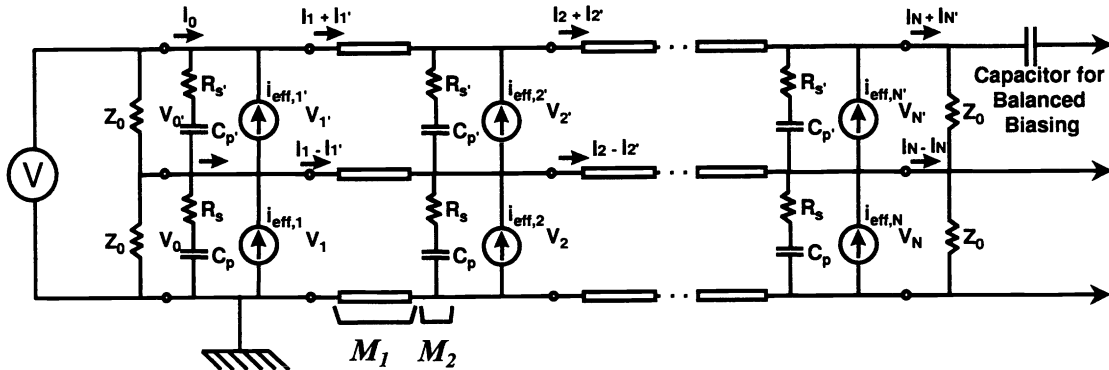 I0
I1 + I1'
I2 + I2'
IN + IN'
Rs'
ieff,1'
Rs'
ieff,2'
Rs'
ieff,N'
Capacitor for
Balanced
Biasing
Z0
V0'
Cp'
V1'
Cp'
V2'
Cp'
VN'
Z0
V
I1 - I1'
I2 - I2'
IN - IN
Rs
ieff,1
Rs
ieff,2
Rs
ieff,N
Z0
V0
Cp
V1
Cp
V2
Cp
VN
Z0
M1
M2